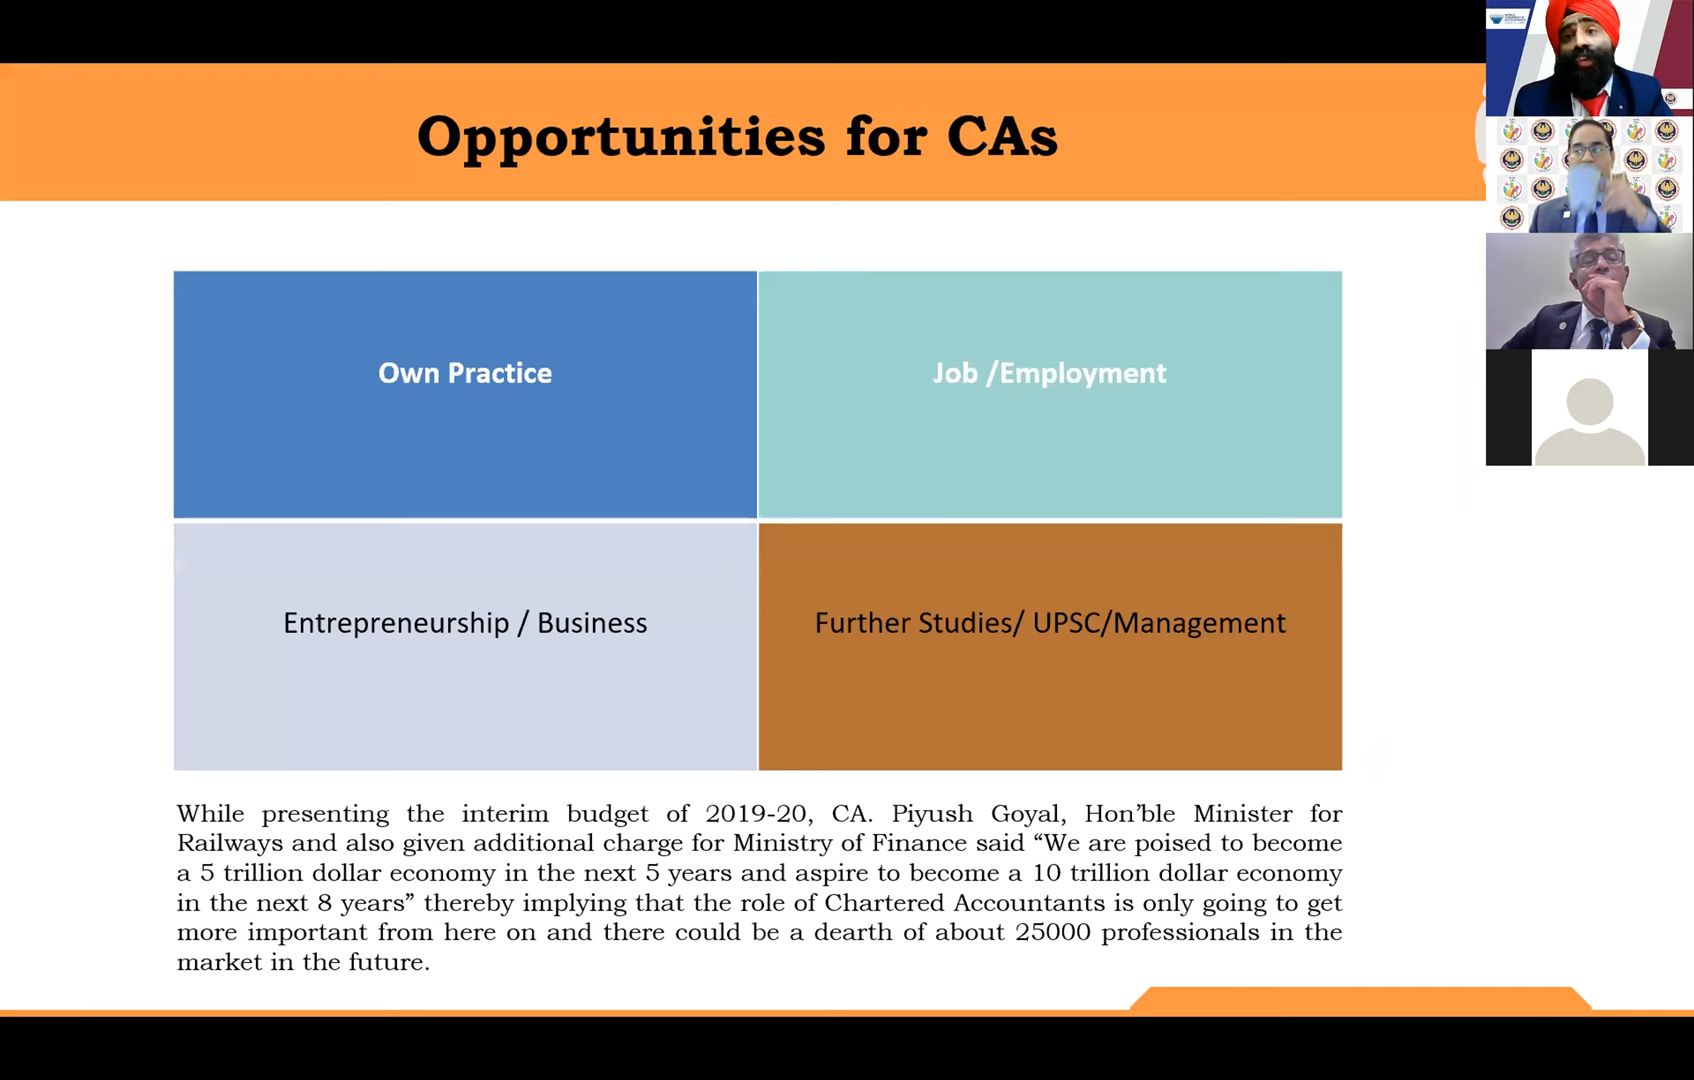 Opportunities for CAs
Own Practice
Job /Employment
Entrepreneurship / Business
Further Studies/ UPSC/Management
While presenting the interim budget of 2019-20, CA. Piyush Goyal, Hon’ble Minister for
Railways and also given additional charge for Ministry of Finance said “We are poised to become
a 5 trillion dollar economy in the next 5 years and aspire to become a 10 trillion dollar economy
in the next 8 years” thereby implying that the role of Chartered Accountants is only going to get
more important from here on and there could be a dearth of about 25000 professionals in the
market in the future.